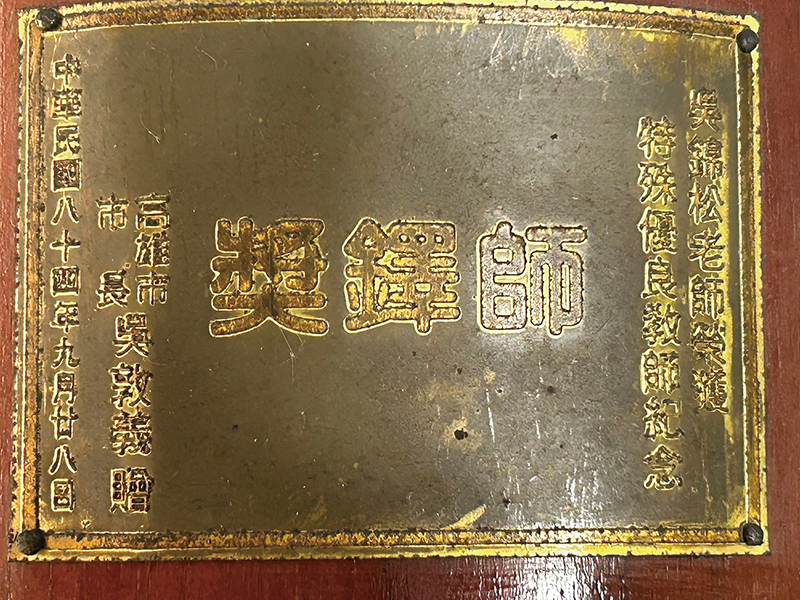 吳錦松老師榮獲
特殊優良教師紀念
師鐸獎
高雄市
市長吳敦義贈
中華民國八十四年九月廿八日